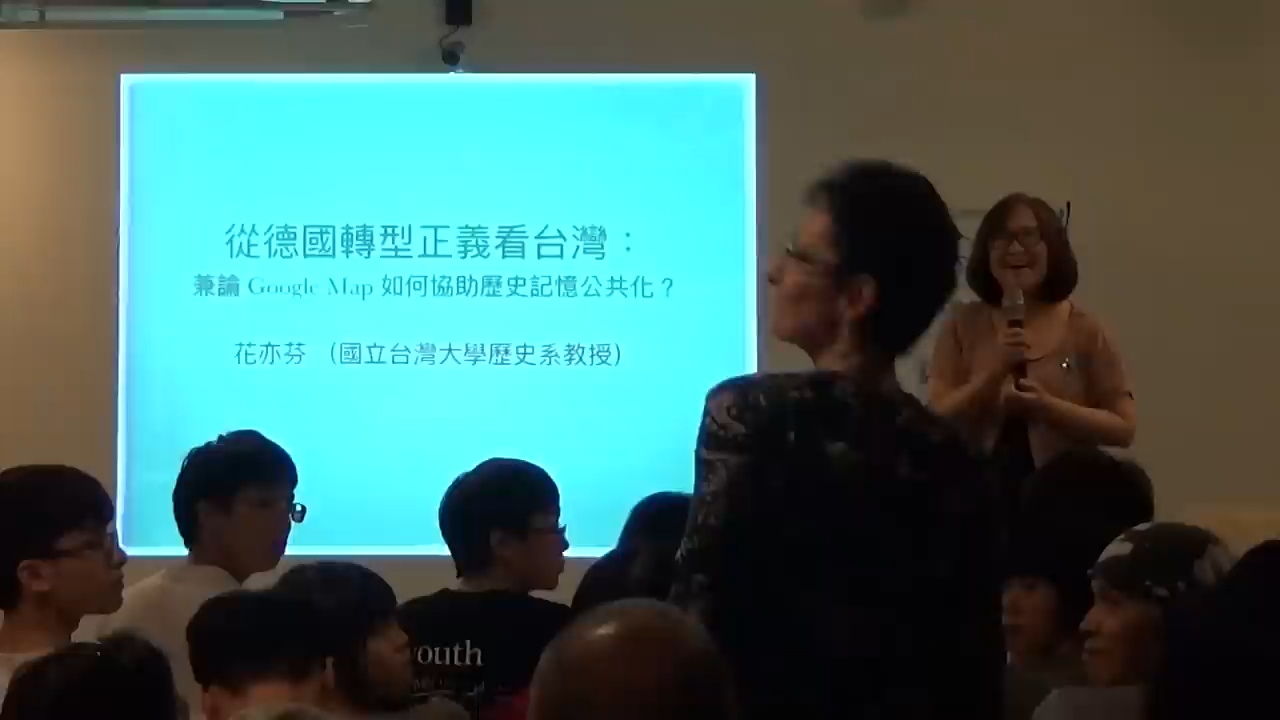 從德國轉型正義看台灣：
兼論 Google Map 如何協助歷史記憶公共化？
花亦芬 （國立台灣大學歷史系教授）
youth